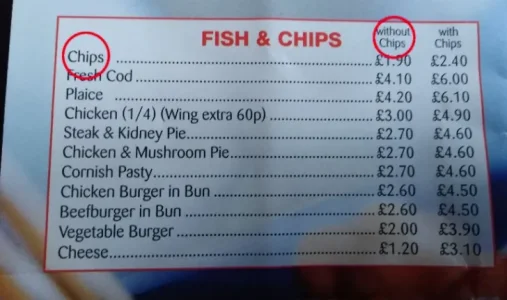 FISH & CHIPS without Chips with Chips
Chips ........ £1.90 £2.40
Fresh Cod ........ £4.10 £6.00
Plaice ........ £4.20 £6.10
Chicken (1/4) (Wing extra 60p) ........ £3.00 £4.90
Steak & Kidney Pie ........ £2.70 £4.60
Chicken & Mushroom Pie ........ £2.70 £4.60
Cornish Pasty ........ £2.70 £4.60
Chicken Burger in Bun ........ £2.60 £4.50
Beefburger in Bun ........ £2.60 £4.50
Vegetable Burger ........ £2.00 £3.90
Cheese ........ £1.20 £3.10